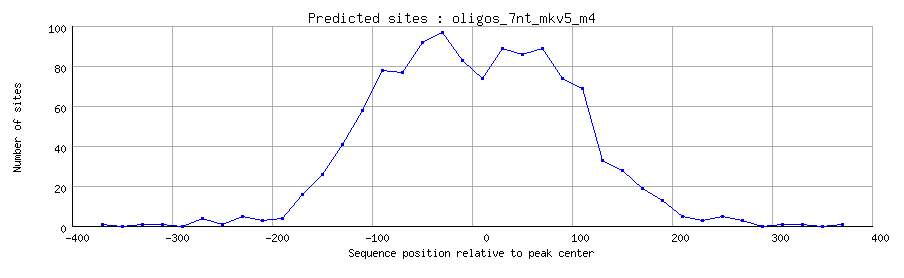 Predicted sites : oligos_7nt_mkv5_m4
100
80
60
40
20
0
Number of sites
-400 -300 -200 -100 0 100 200 300 400
Sequence position relative to peak center